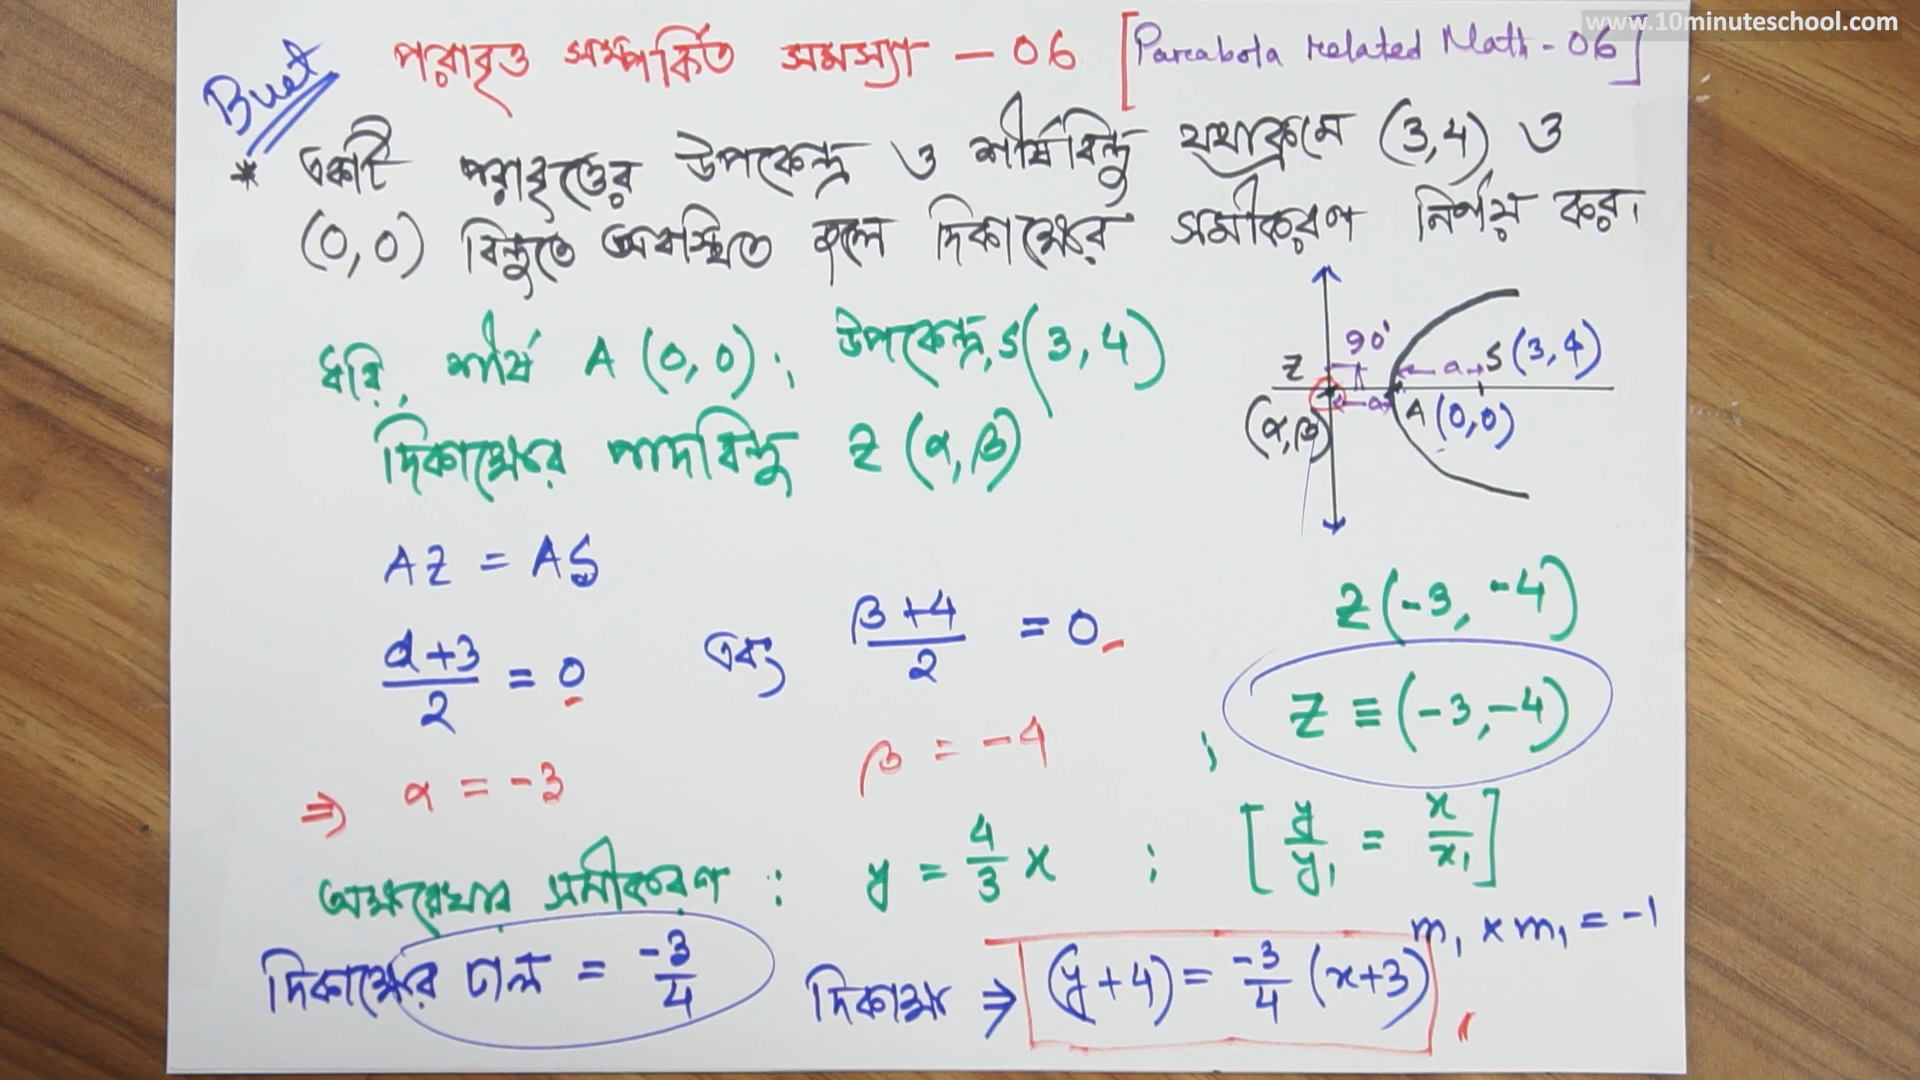 www.10minuteschool.com
Buet
পরাবৃত্ত সম্পর্কিত সমস্যা - 06 [Parabola related Math - 06]
* একটি পরাবৃত্তের উপকেন্দ্র ও শীর্ষবিন্দু যথাক্রমে (3,4) ও
(0,0) বিন্দুতে অবস্থিত হলে দিকাক্ষের সমীকরণ নির্ণয় কর।
ধরি, শীর্ষ A (0,0); উপকেন্দ্র, S(3,4)
দিকাক্ষের পাদবিন্দু Z (α,β)
90°
Z a S (3,4)
(α,β) a A (0,0)
AZ = AS
Z(-3, -4)
α+3/2 = 0 এবং β+4/2 = 0
Z ≡ (-3,-4)
⇒ α = -3 β = -4 ;
অক্ষরেখার সমীকরণ : y = 4/3 x ; [y/y₁ = x/x₁]
m₁ × m₁ = -1
দিকাক্ষের ঢাল = -3/4 দিকাক্ষ ⇒ (y+4) = -3/4 (x+3)